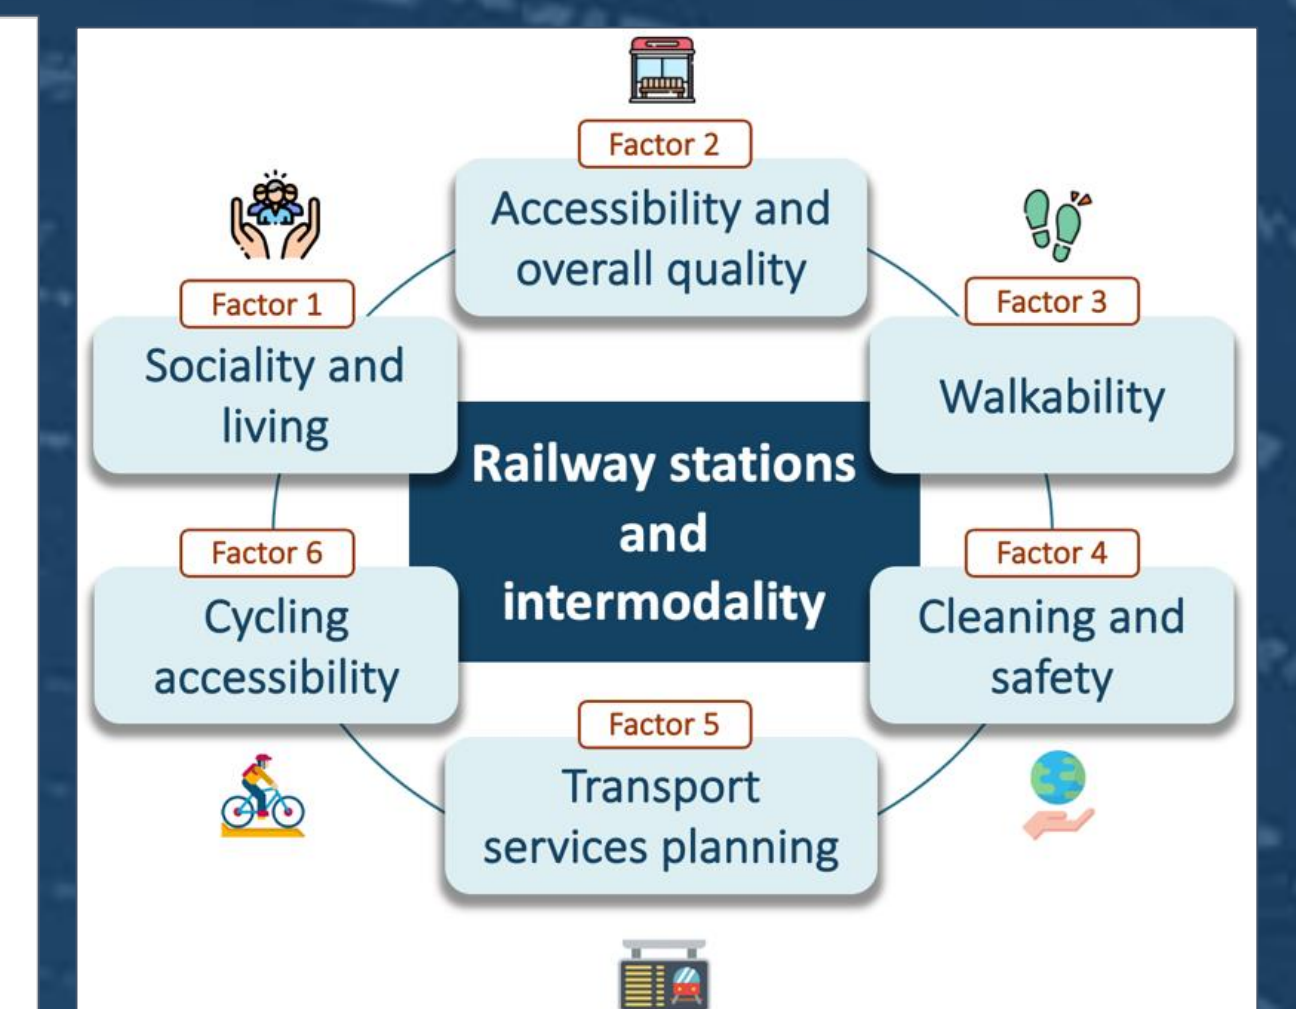 Factor 2
Accessibility and
overall quality
Factor 1
Sociality and
living
Factor 3
Walkability
Railway stations
and
intermodality
Factor 6
Cycling
accessibility
Factor 4
Cleaning and
safety
Factor 5
Transport
services planning